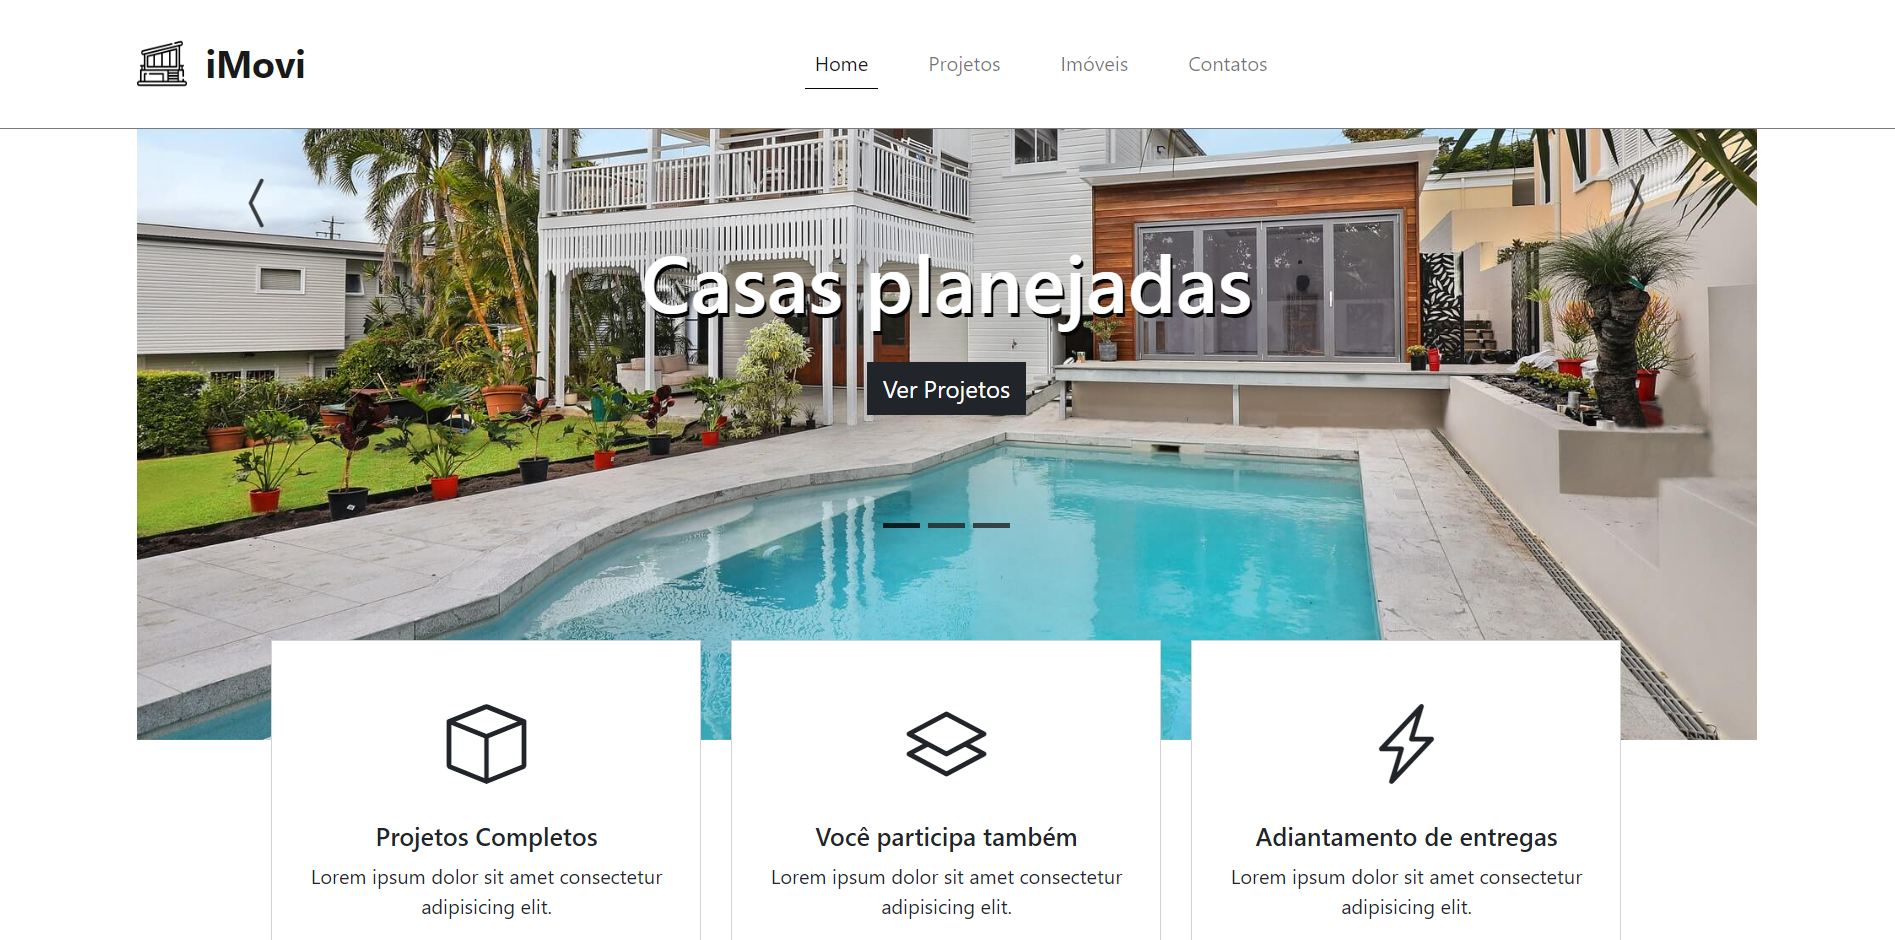 iMovi
Home Projetos Imóveis Contatos
Casas planejadas
Ver Projetos
Projetos Completos
Lorem ipsum dolor sit amet consectetur
adipisicing elit.
Você participa também
Lorem ipsum dolor sit amet consectetur
adipisicing elit.
Adiantamento de entregas
Lorem ipsum dolor sit amet consectetur
adipisicing elit.